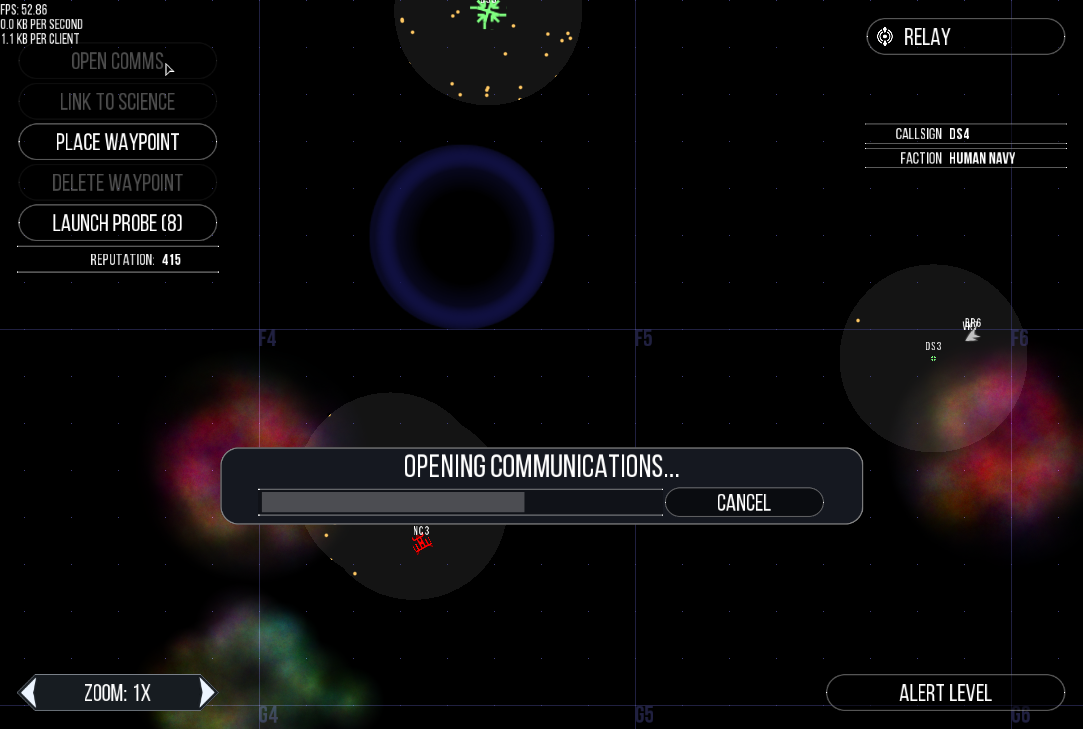 FPS: 52.86
0.0 KB PER SECOND
1.1 KB PER CLIENT
OPEN COMMS
LINK TO SCIENCE
PLACE WAYPOINT
DELETE WAYPOINT
LAUNCH PROBE (8)
REPUTATION: 415
RELAY
CALLSIGN DS4
FACTION HUMAN NAVY
F4
F5
F6
BR6
DS3
OPENING COMMUNICATIONS...
CANCEL
NC3
ZOOM: 1X
ALERT LEVEL
G4
G5
G6